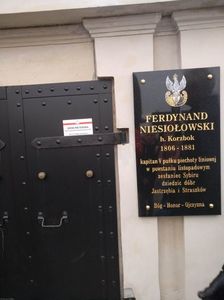 FERDYNAND
NIESIOŁOWSKI
h. Korzbok
1806 - 1881
kapitan V pułku piechoty liniowej
w powstaniu listopadowym
zesłaniec Sybiru
dziedzic dóbr
Jastrzębia i Straszków
Bóg - Honor - Ojczyzna